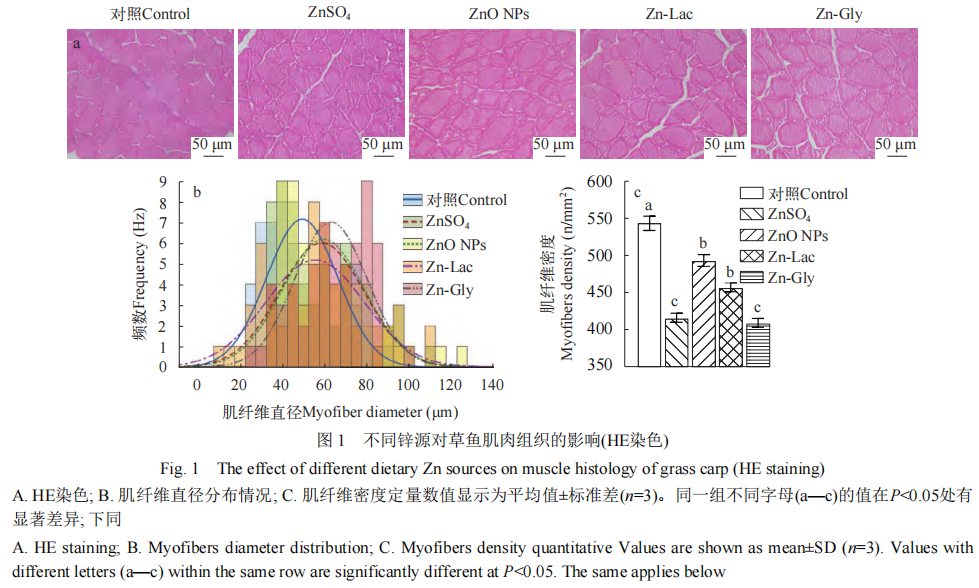 对照Control ZnSO₄ ZnO NPs Zn-Lac Zn-Gly
a
50 μm 50 μm 50 μm 50 μm 50 μm
b
频数Frequency (Hz)
9
8
7
6
5
4
3
2
1
0
对照Control
ZnSO₄
ZnO NPs
Zn-Lac
Zn-Gly
0 20 40 60 80 100 120 140
肌纤维直径Myofiber diameter (μm)
c
肌纤维密度
Myofibers density (n/mm²)
600
550
500
450
400
350
a
c
b
b
c
对照Control
ZnSO₄
ZnO NPs
Zn-Lac
Zn-Gly
图 1 不同锌源对草鱼肌肉组织的影响(HE染色)
Fig. 1 The effect of different dietary Zn sources on muscle histology of grass carp (HE staining)
A. HE染色; B. 肌纤维直径分布情况; C. 肌纤维密度定量数值显示为平均值±标准差(n=3)。同一组不同字母(a—c)的值在P<0.05处有
显著差异; 下同
A. HE staining; B. Myofibers diameter distribution; C. Myofibers density quantitative Values are shown as mean±SD (n=3). Values with
different letters (a—c) within the same row are significantly different at P<0.05. The same applies below